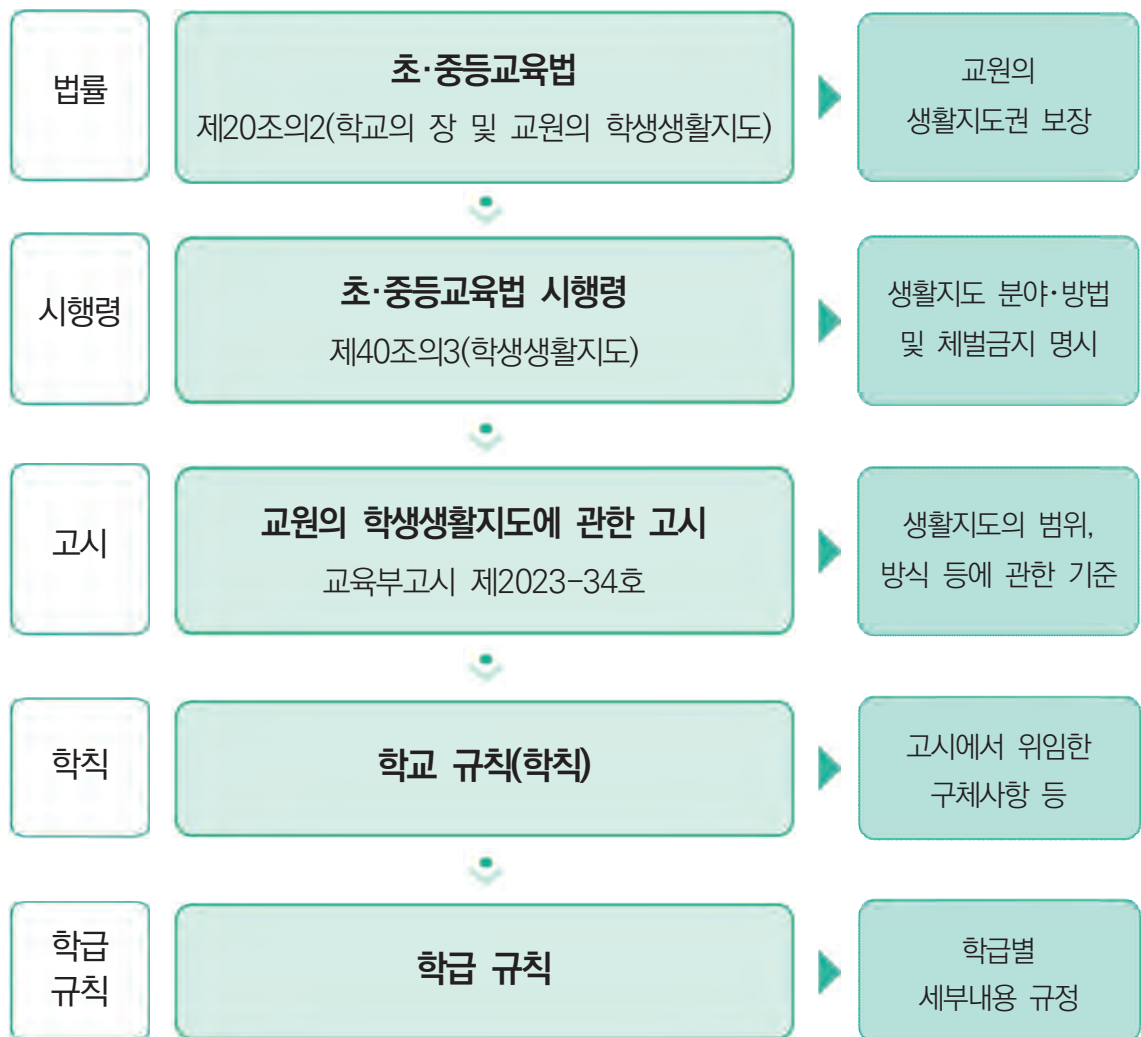 법률
초·중등교육법
제20조의2(학교의 장 및 교원의 학생생활지도)
교원의
생활지도권 보장
시행령
초·중등교육법 시행령
제40조의3(학생생활지도)
생활지도 분야·방법
및 체벌금지 명시
고시
교원의 학생생활지도에 관한 고시
교육부고시 제2023-34호
생활지도의 범위,
방식 등에 관한 기준
학칙
학교 규칙(학칙)
고시에서 위임한
구체사항 등
학급
규칙
학급 규칙
학급별
세부내용 규정